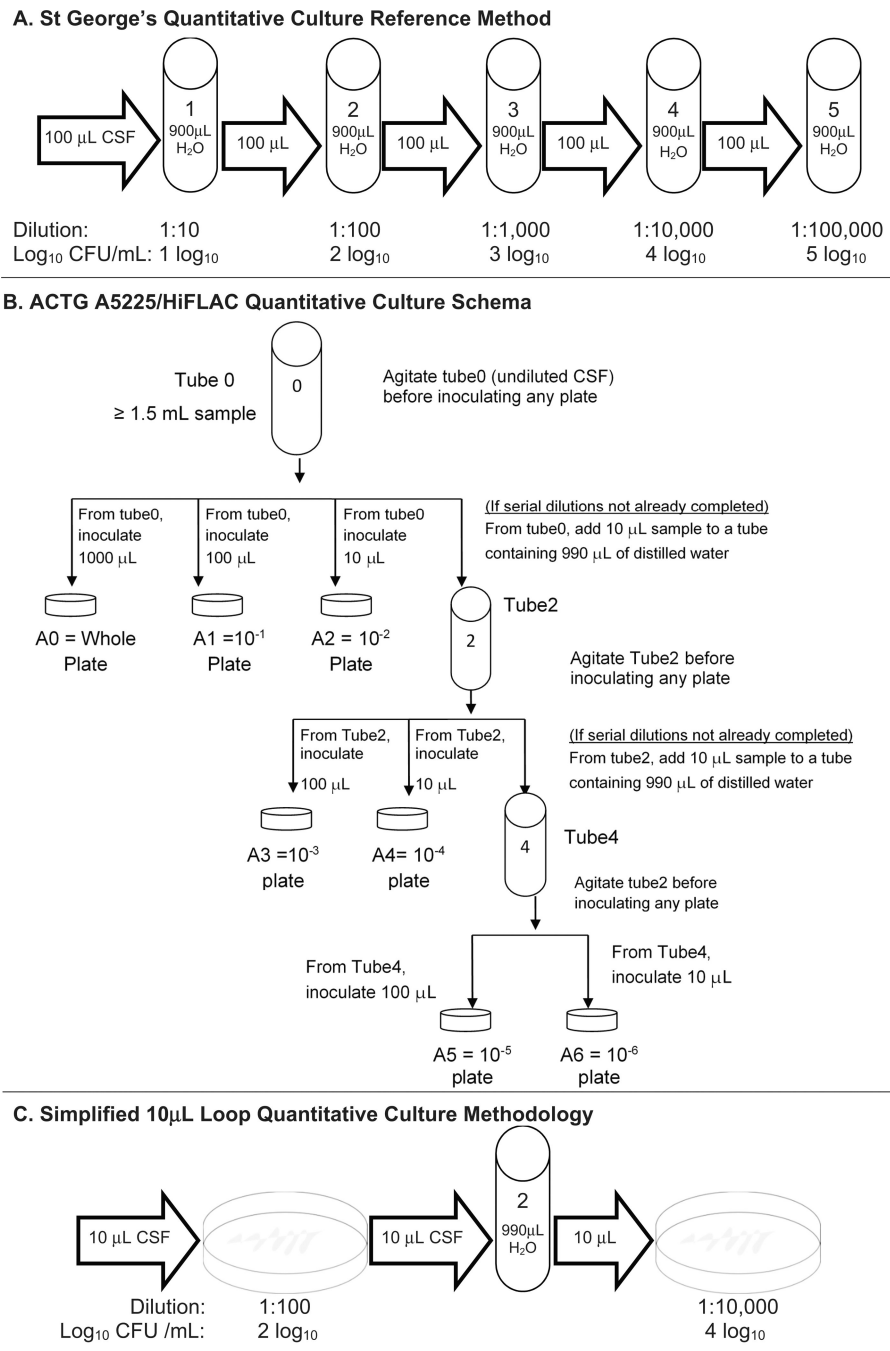 A. St George’s Quantitative Culture Reference Method
100 μL CSF
1
900μL
H₂O
100 μL
2
900μL
H₂O
100 μL
3
900μL
H₂O
100 μL
4
900μL
H₂O
100 μL
5
900μL
H₂O
Dilution: 1:10 1:100 1:1,000 1:10,000 1:100,000
Log₁₀ CFU/mL: 1 log₁₀ 2 log₁₀ 3 log₁₀ 4 log₁₀ 5 log₁₀
B. ACTG A5225/HiFLAC Quantitative Culture Schema
Tube 0
≥ 1.5 mL sample
0
Agitate tube0 (undiluted CSF)
before inoculating any plate
From tube0,
inoculate
1000 μL
From tube0,
inoculate
100 μL
From tube0
inoculate
10 μL
(If serial dilutions not already completed)
From tube0, add 10 μL sample to a tube
containing 990 μL of distilled water
A0 = Whole
Plate
A1 =10⁻¹
Plate
A2 = 10⁻²
Plate
2
Tube2
Agitate Tube2 before
inoculating any plate
From Tube2,
inoculate
100 μL
From Tube2,
inoculate
10 μL
(If serial dilutions not already completed)
From tube2, add 10 μL sample to a tube
containing 990 μL of distilled water
A3 =10⁻³
plate
A4= 10⁻⁴
plate
4
Tube4
Agitate tube2 before
inoculating any plate
From Tube4,
inoculate 100 μL
From Tube4,
inoculate 10 μL
A5 = 10⁻⁵
plate
A6 = 10⁻⁶
plate
C. Simplified 10μL Loop Quantitative Culture Methodology
10 μL CSF
10 μL CSF
2
990μL
H₂O
10 μL
Dilution: 1:100 1:10,000
Log₁₀ CFU /mL: 2 log₁₀ 4 log₁₀